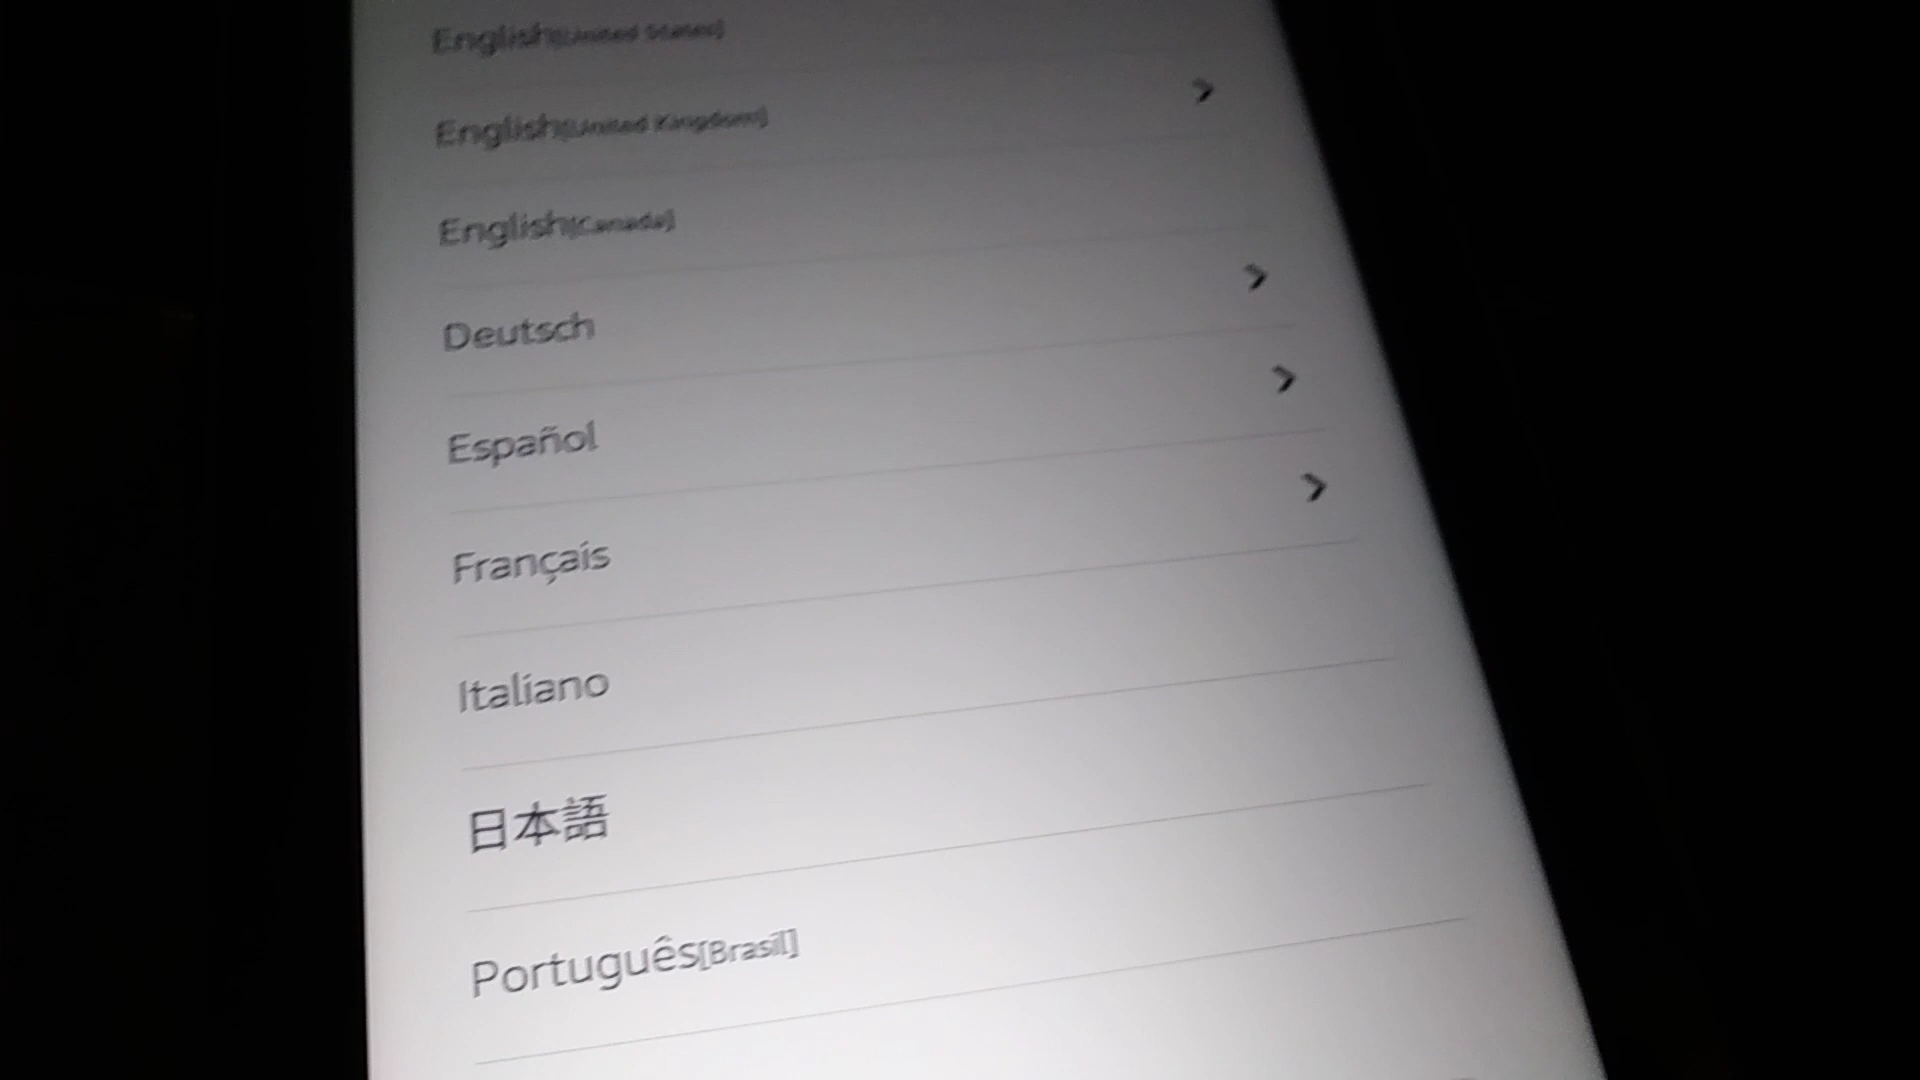 English[United States]
English[United Kingdom]
English[Canada]
Deutsch
Español
Français
Italiano
日本語
Português[Brasil]